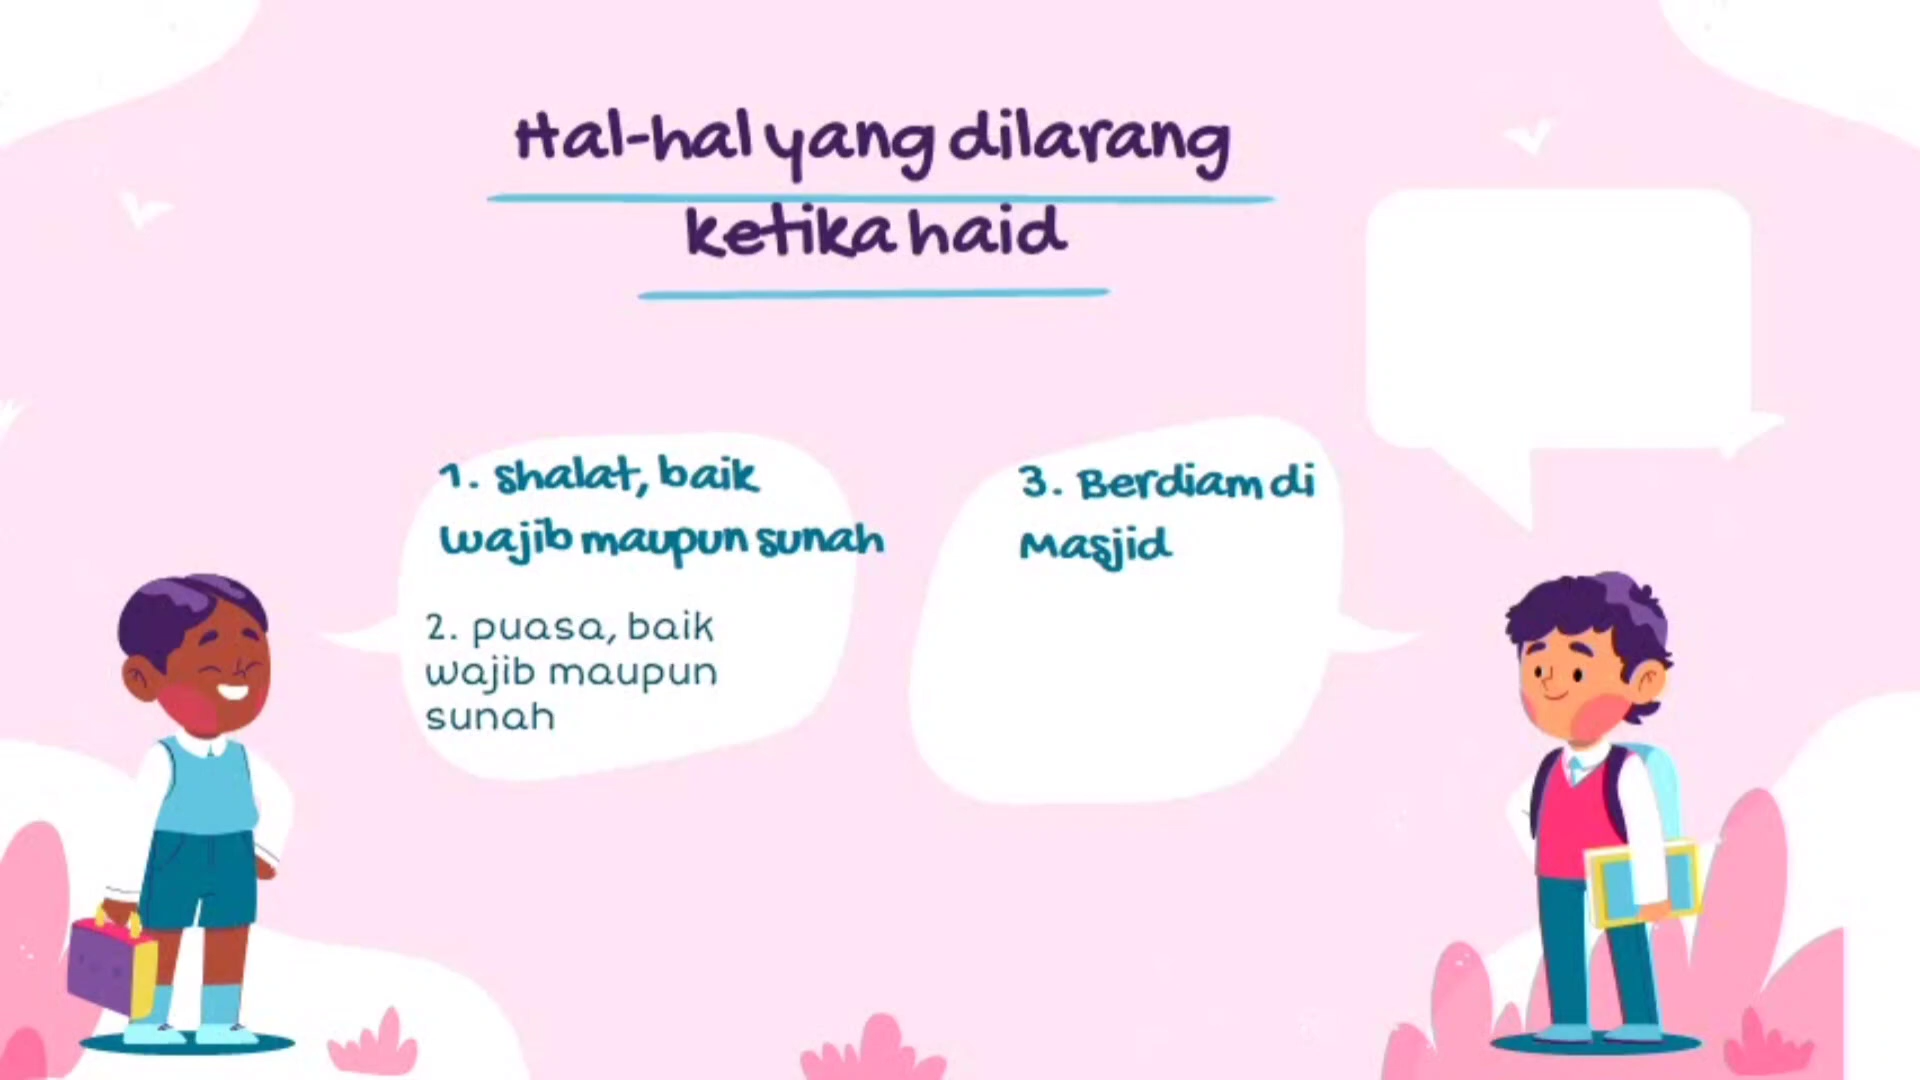 Hal-hal yang dilarang
ketika haid
1. Shalat, baik
wajib maupun sunah
2. puasa, baik
wajib maupun
sunah
3. Berdiam di
Masjid